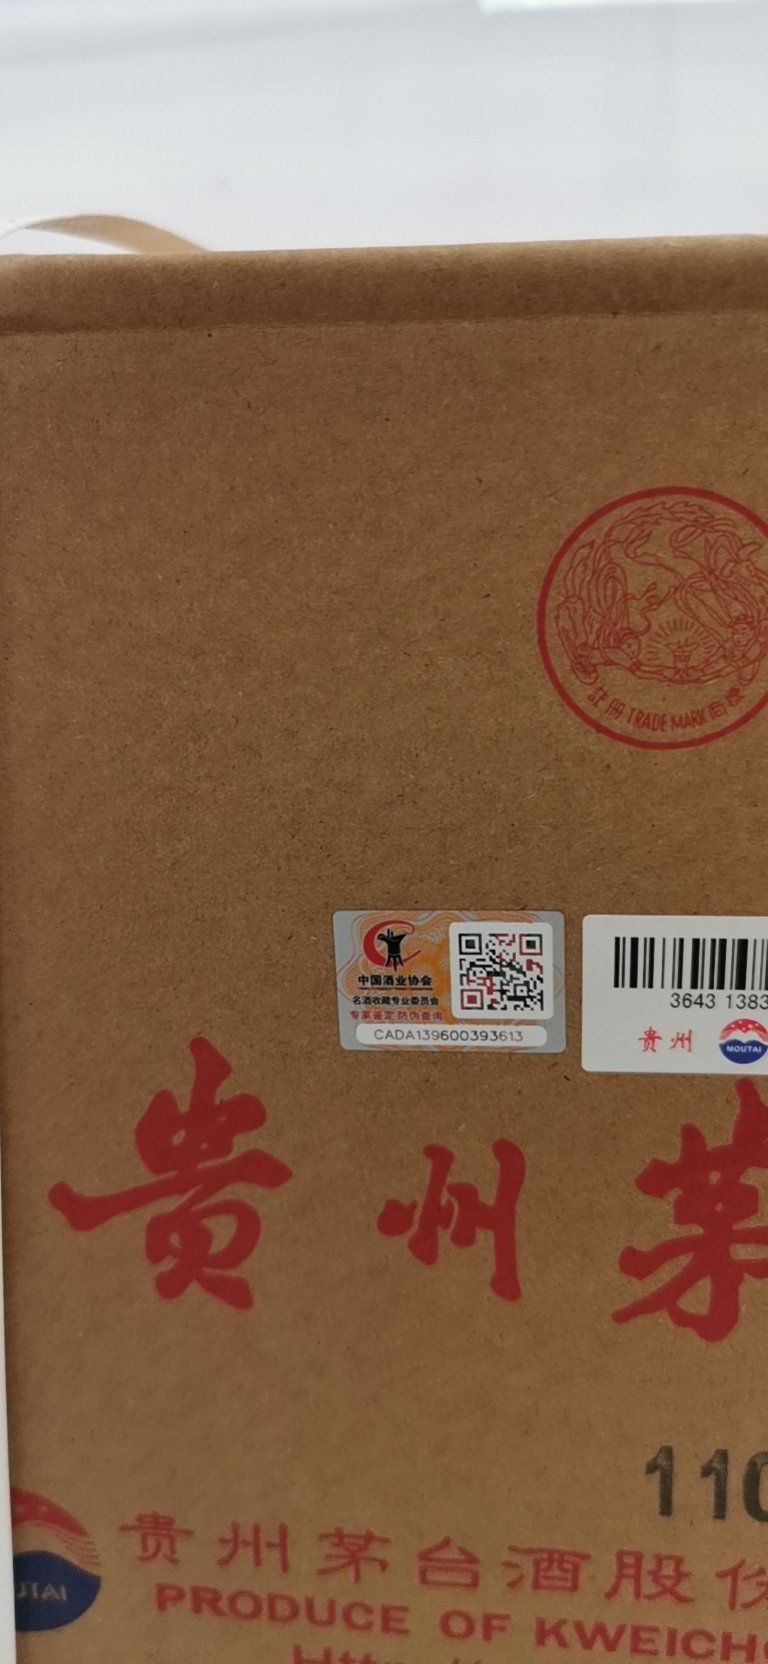 註册 TRADE MARK 商標
中国酒业协会
名酒收藏专业委员会
专家鉴定 防伪查询
CADA139600393613
3643 1383
贵州
MOUTAI
贵州茅
110
贵州茅台酒股份
PRODUCE OF KWEICHO